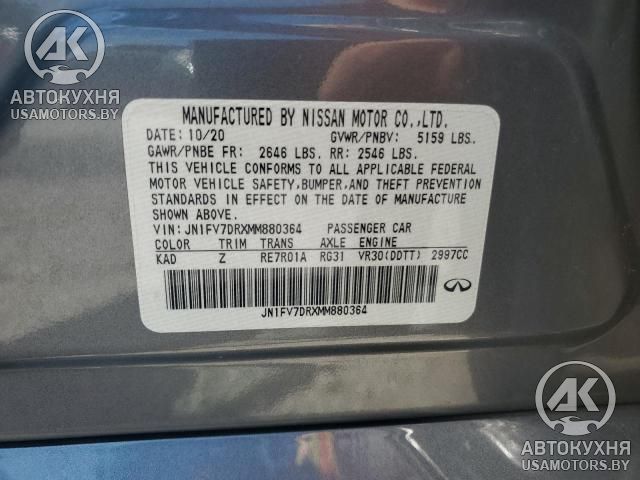 AK
АВТОКУХНЯ
USAMOTORS.BY
MANUFACTURED BY NISSAN MOTOR CO.,LTD.
DATE: 10/20 GVWR/PNBV: 5159 LBS.
GAWR/PNBE FR: 2646 LBS. RR: 2546 LBS.
THIS VEHICLE CONFORMS TO ALL APPLICABLE FEDERAL
MOTOR VEHICLE SAFETY,BUMPER,AND THEFT PREVENTION
STANDARDS IN EFFECT ON THE DATE OF MANUFACTURE
SHOWN ABOVE.
VIN: JN1FV7DRXMM880364 PASSENGER CAR
COLOR TRIM TRANS AXLE ENGINE
KAD Z RE7R01A RG31 VR30(DDTT) 2997CC
JN1FV7DRXMM880364
AK
АВТОКУХНЯ
USAMOTORS.BY